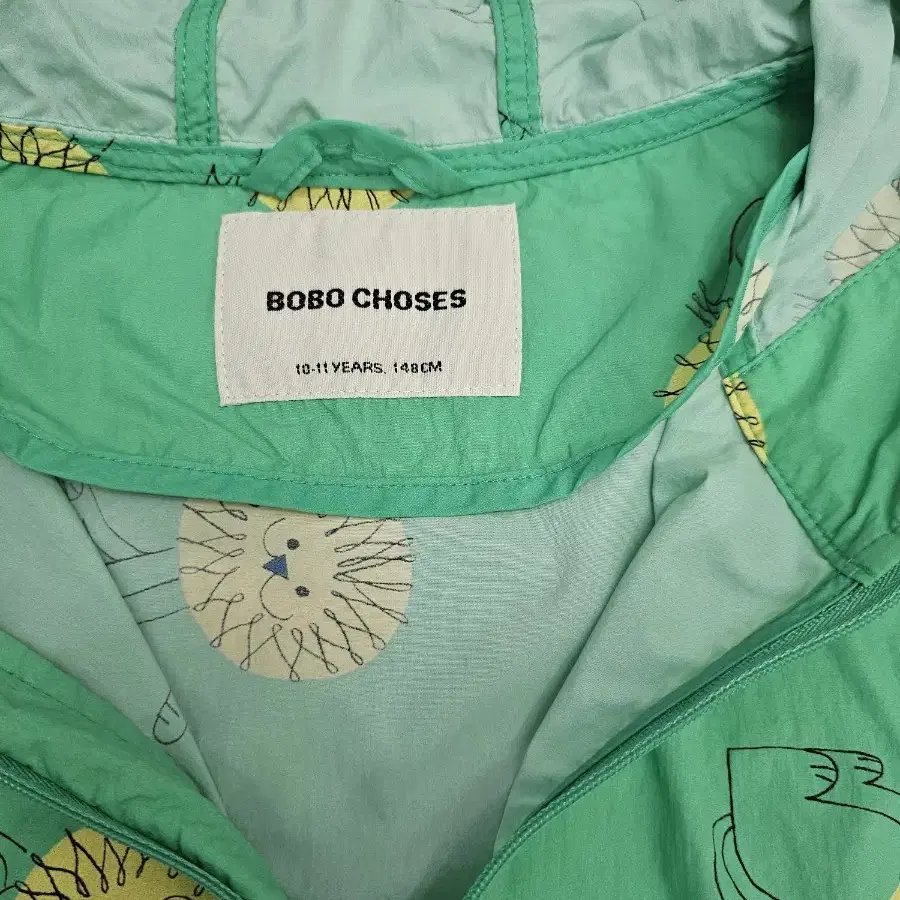 BOBO CHOSES
10-11 YEARS. 148CM